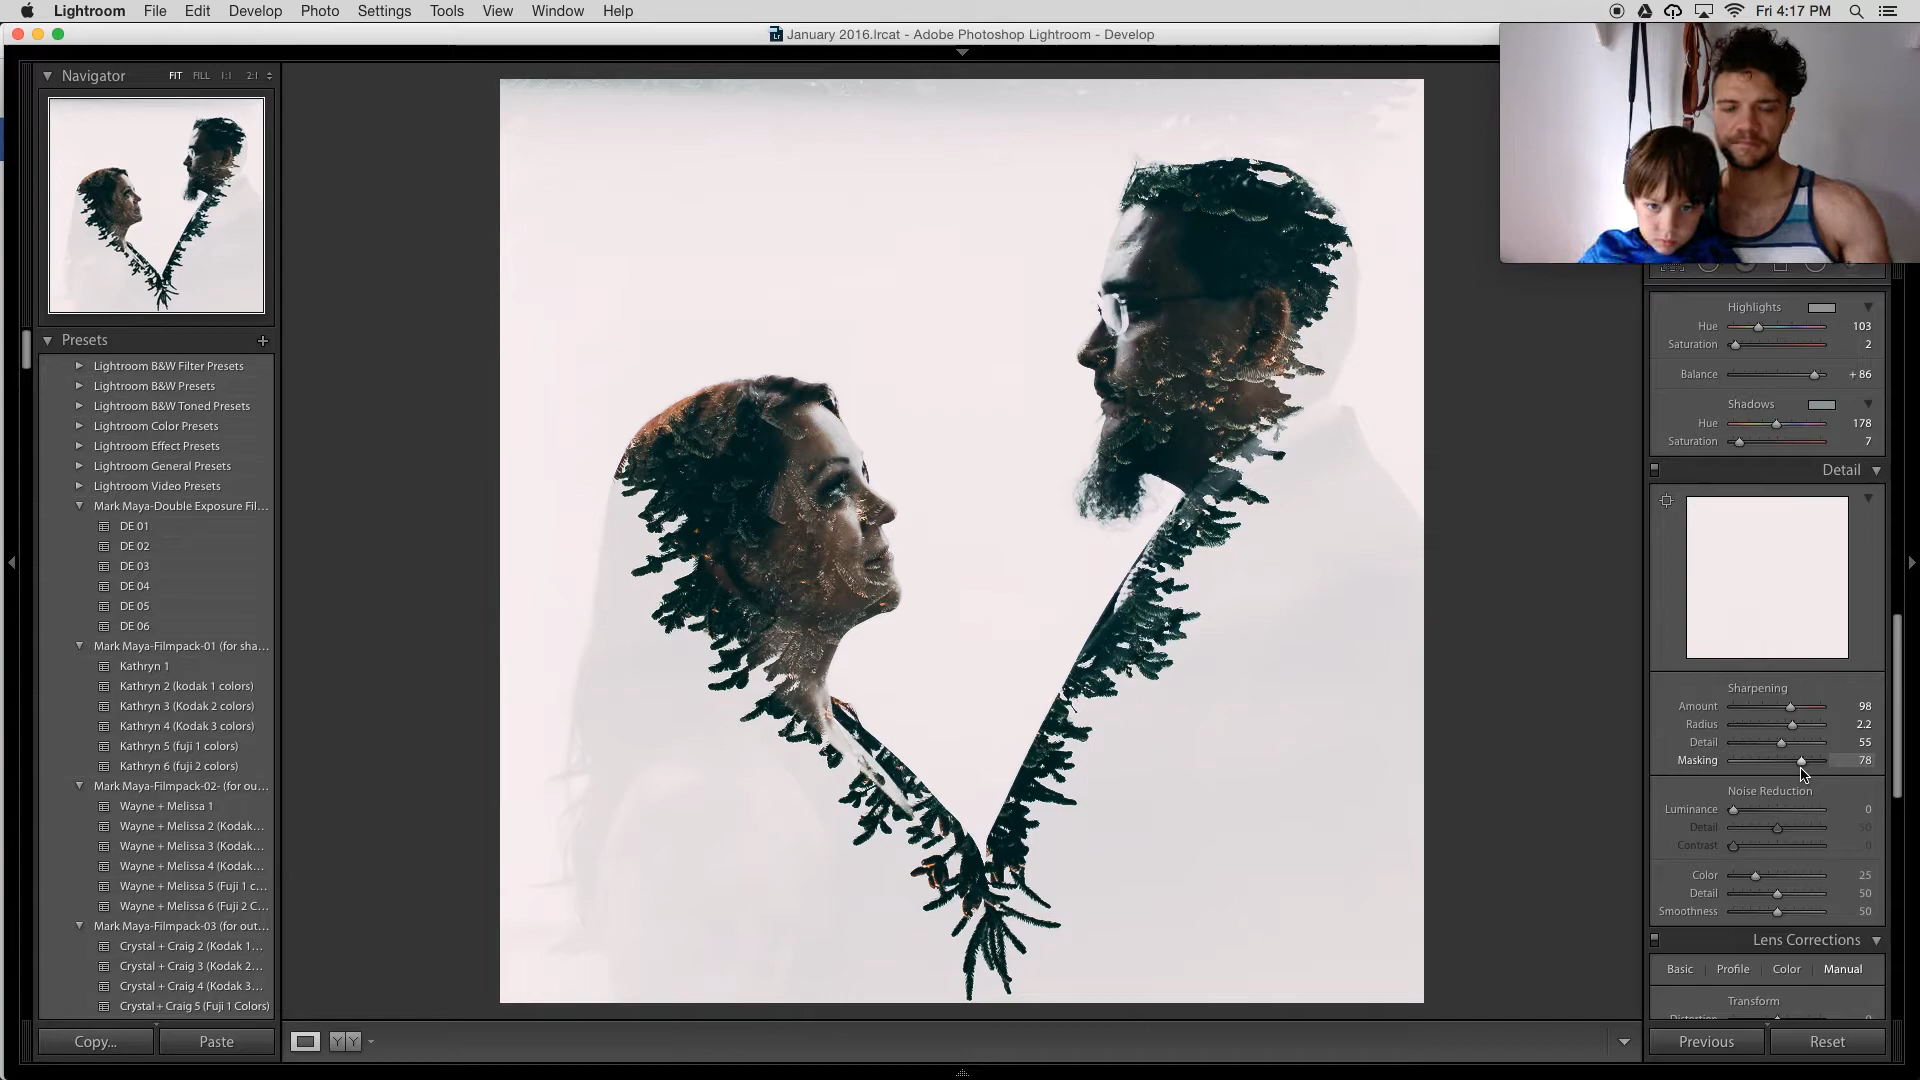 Lightroom File Edit Develop Photo Settings Tools View Window Help Fri 4:17 PM
January 2016.lrcat - Adobe Photoshop Lightroom - Develop
Navigator FIT FILL 1:1 2:1
Presets +
Lightroom B&W Filter Presets
Lightroom B&W Presets
Lightroom B&W Toned Presets
Lightroom Color Presets
Lightroom Effect Presets
Lightroom General Presets
Lightroom Video Presets
Mark Maya-Double Exposure Fil...
DE 01
DE 02
DE 03
DE 04
DE 05
DE 06
Mark Maya-Filmpack-01 (for sha...
Kathryn 1
Kathryn 2 (kodak 1 colors)
Kathryn 3 (Kodak 2 colors)
Kathryn 4 (Kodak 3 colors)
Kathryn 5 (fuji 1 colors)
Kathryn 6 (fuji 2 colors)
Mark Maya-Filmpack-02- (for ou...
Wayne + Melissa 1
Wayne + Melissa 2 (Kodak...
Wayne + Melissa 3 (Kodak...
Wayne + Melissa 4 (Kodak...
Wayne + Melissa 5 (Fuji 1 c...
Wayne + Melissa 6 (Fuji 2 C...
Mark Maya-Filmpack-03 (for out...
Crystal + Craig 2 (Kodak 1...
Crystal + Craig 3 (Kodak 2...
Crystal + Craig 4 (Kodak 3...
Crystal + Craig 5 (Fuji 1 Colors)
Copy... Paste
Highlights
Hue 103
Saturation 2
Balance + 86
Shadows
Hue 178
Saturation 7
Detail
Sharpening
Amount 98
Radius 2.2
Detail 55
Masking 78
Noise Reduction
Luminance 0
Detail 50
Contrast 0
Color 25
Detail 50
Smoothness 50
Lens Corrections
Basic Profile Color Manual
Transform
Distortion 0
Previous Reset